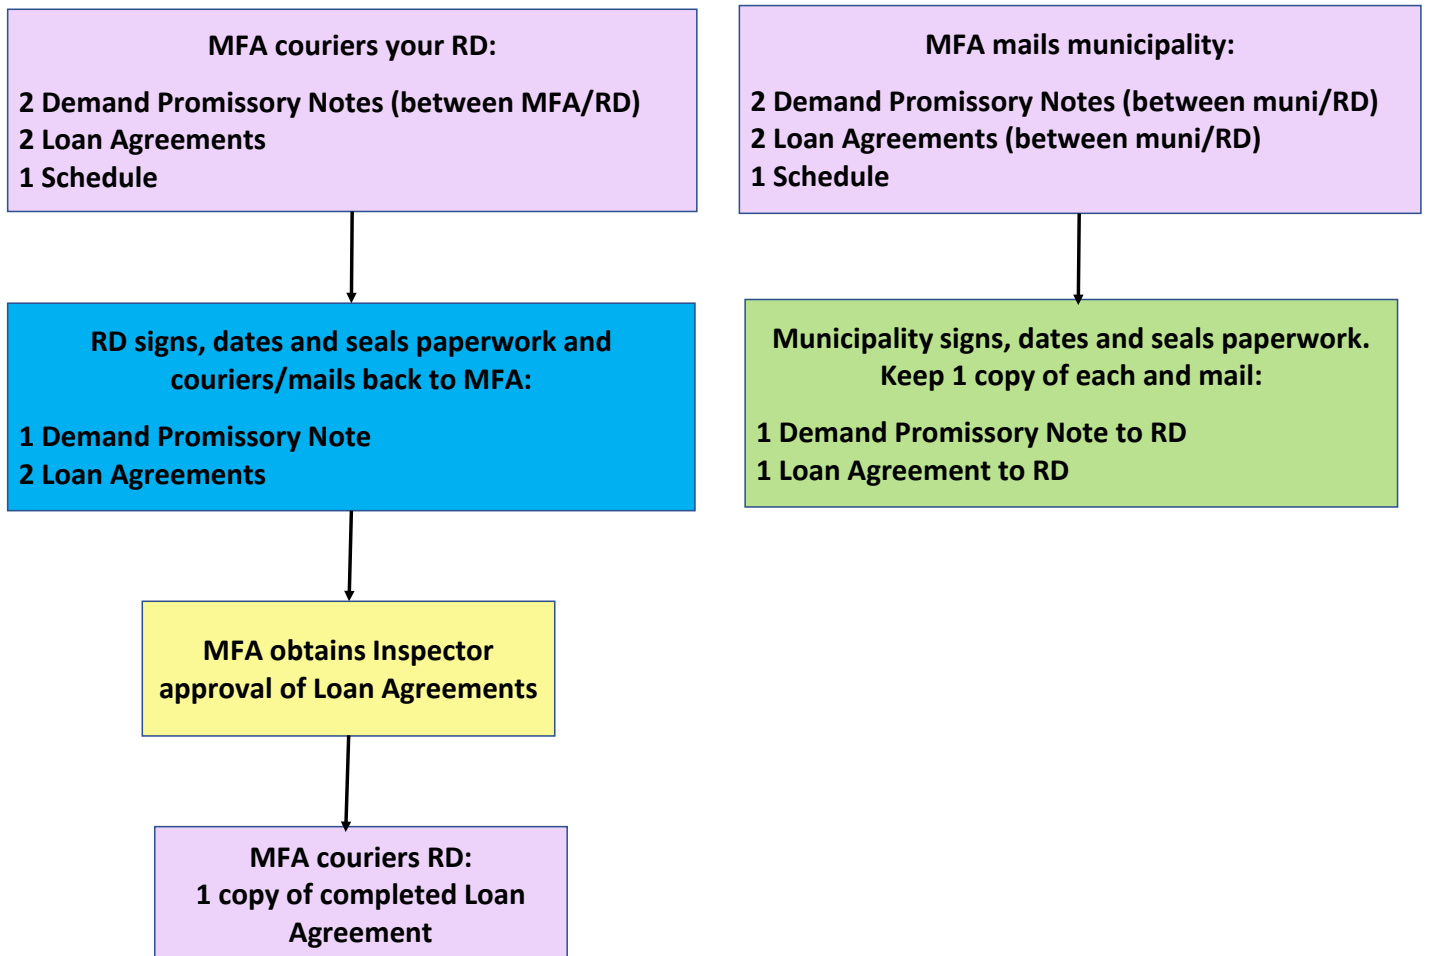 MFA couriers your RD:
2 Demand Promissory Notes (between MFA/RD)
2 Loan Agreements
1 Schedule
MFA mails municipality:
2 Demand Promissory Notes (between muni/RD)
2 Loan Agreements (between muni/RD)
1 Schedule
RD signs, dates and seals paperwork and
couriers/mails back to MFA:
1 Demand Promissory Note
2 Loan Agreements
Municipality signs, dates and seals paperwork.
Keep 1 copy of each and mail:
1 Demand Promissory Note to RD
1 Loan Agreement to RD
MFA obtains Inspector
approval of Loan Agreements
MFA couriers RD:
1 copy of completed Loan
Agreement